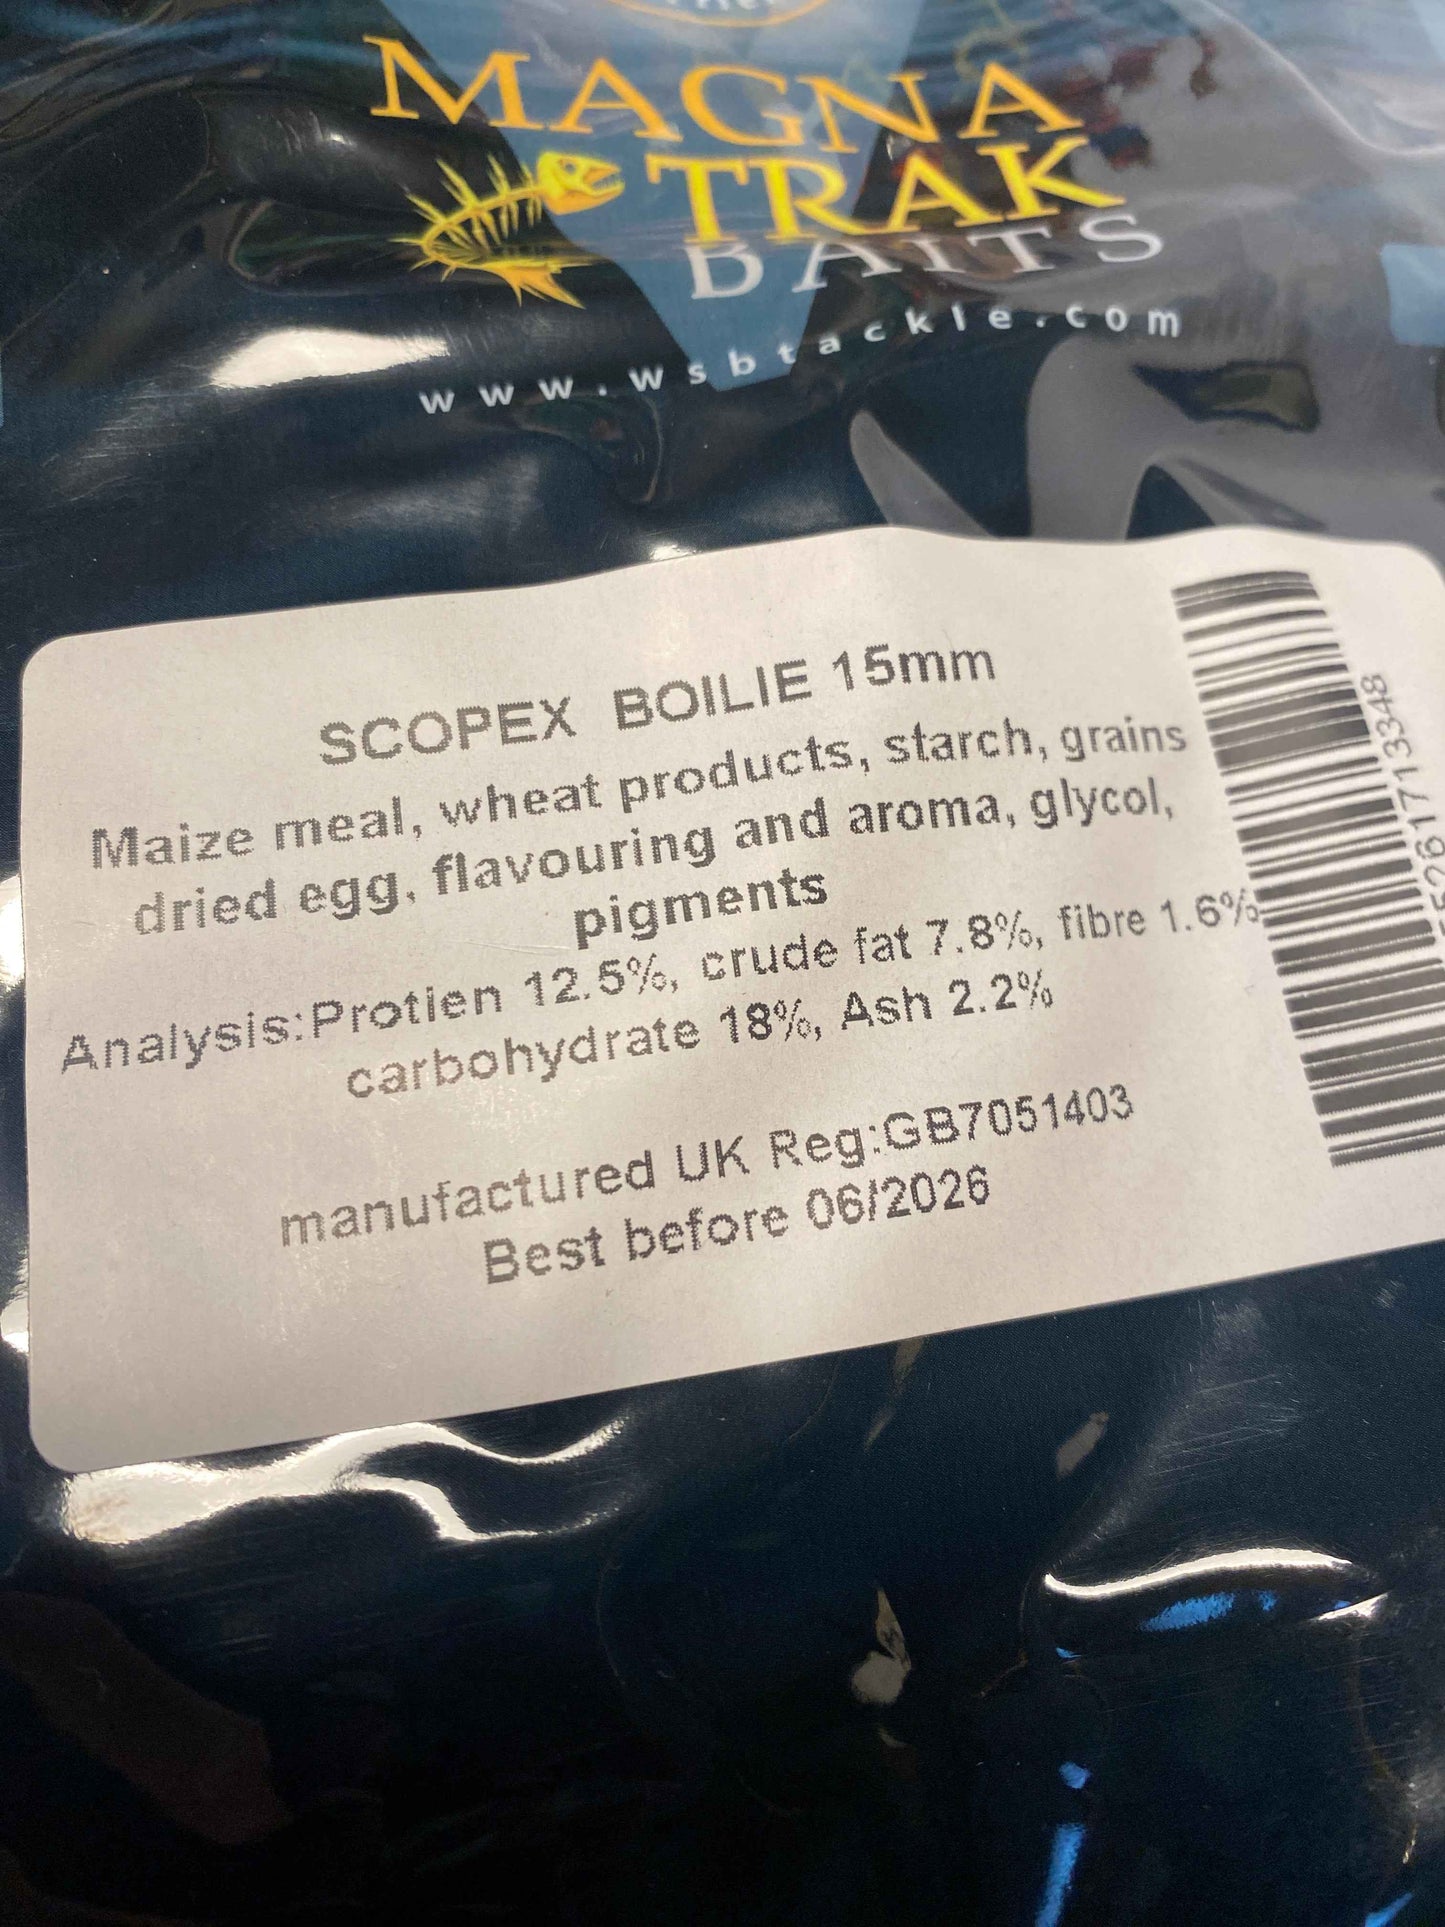 MAGNA
TRAK
BAITS
www.wsbtackle.com
SCOPEX BOILIE 15mm
Maize meal, wheat products, starch, grains
dried egg, flavouring and aroma, glycol,
pigments
Analysis:Protien 12.5%, crude fat 7.8%, fibre 1.6%
carbohydrate 18%, Ash 2.2%
manufactured UK Reg:GB7051403
Best before 06/2026